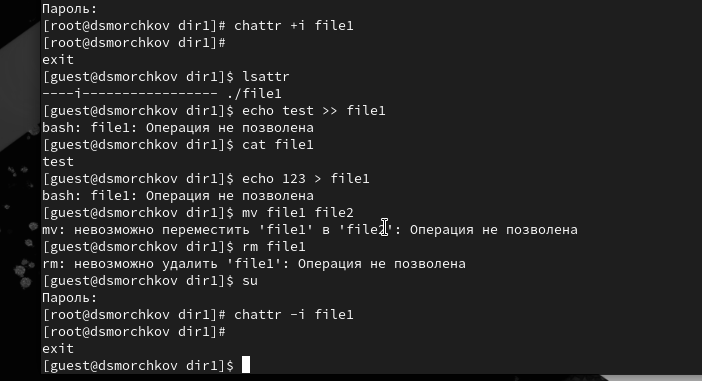 Пароль:
[root@dsmorchkov dir1]# chattr +i file1
[root@dsmorchkov dir1]#
exit
[guest@dsmorchkov dir1]$ lsattr
----i----------------- ./file1
[guest@dsmorchkov dir1]$ echo test >> file1
bash: file1: Операция не позволена
[guest@dsmorchkov dir1]$ cat file1
test
[guest@dsmorchkov dir1]$ echo 123 > file1
bash: file1: Операция не позволена
[guest@dsmorchkov dir1]$ mv file1 file2
mv: невозможно переместить 'file1' в 'file2': Операция не позволена
[guest@dsmorchkov dir1]$ rm file1
rm: невозможно удалить 'file1': Операция не позволена
[guest@dsmorchkov dir1]$ su
Пароль:
[root@dsmorchkov dir1]# chattr -i file1
[root@dsmorchkov dir1]#
exit
[guest@dsmorchkov dir1]$